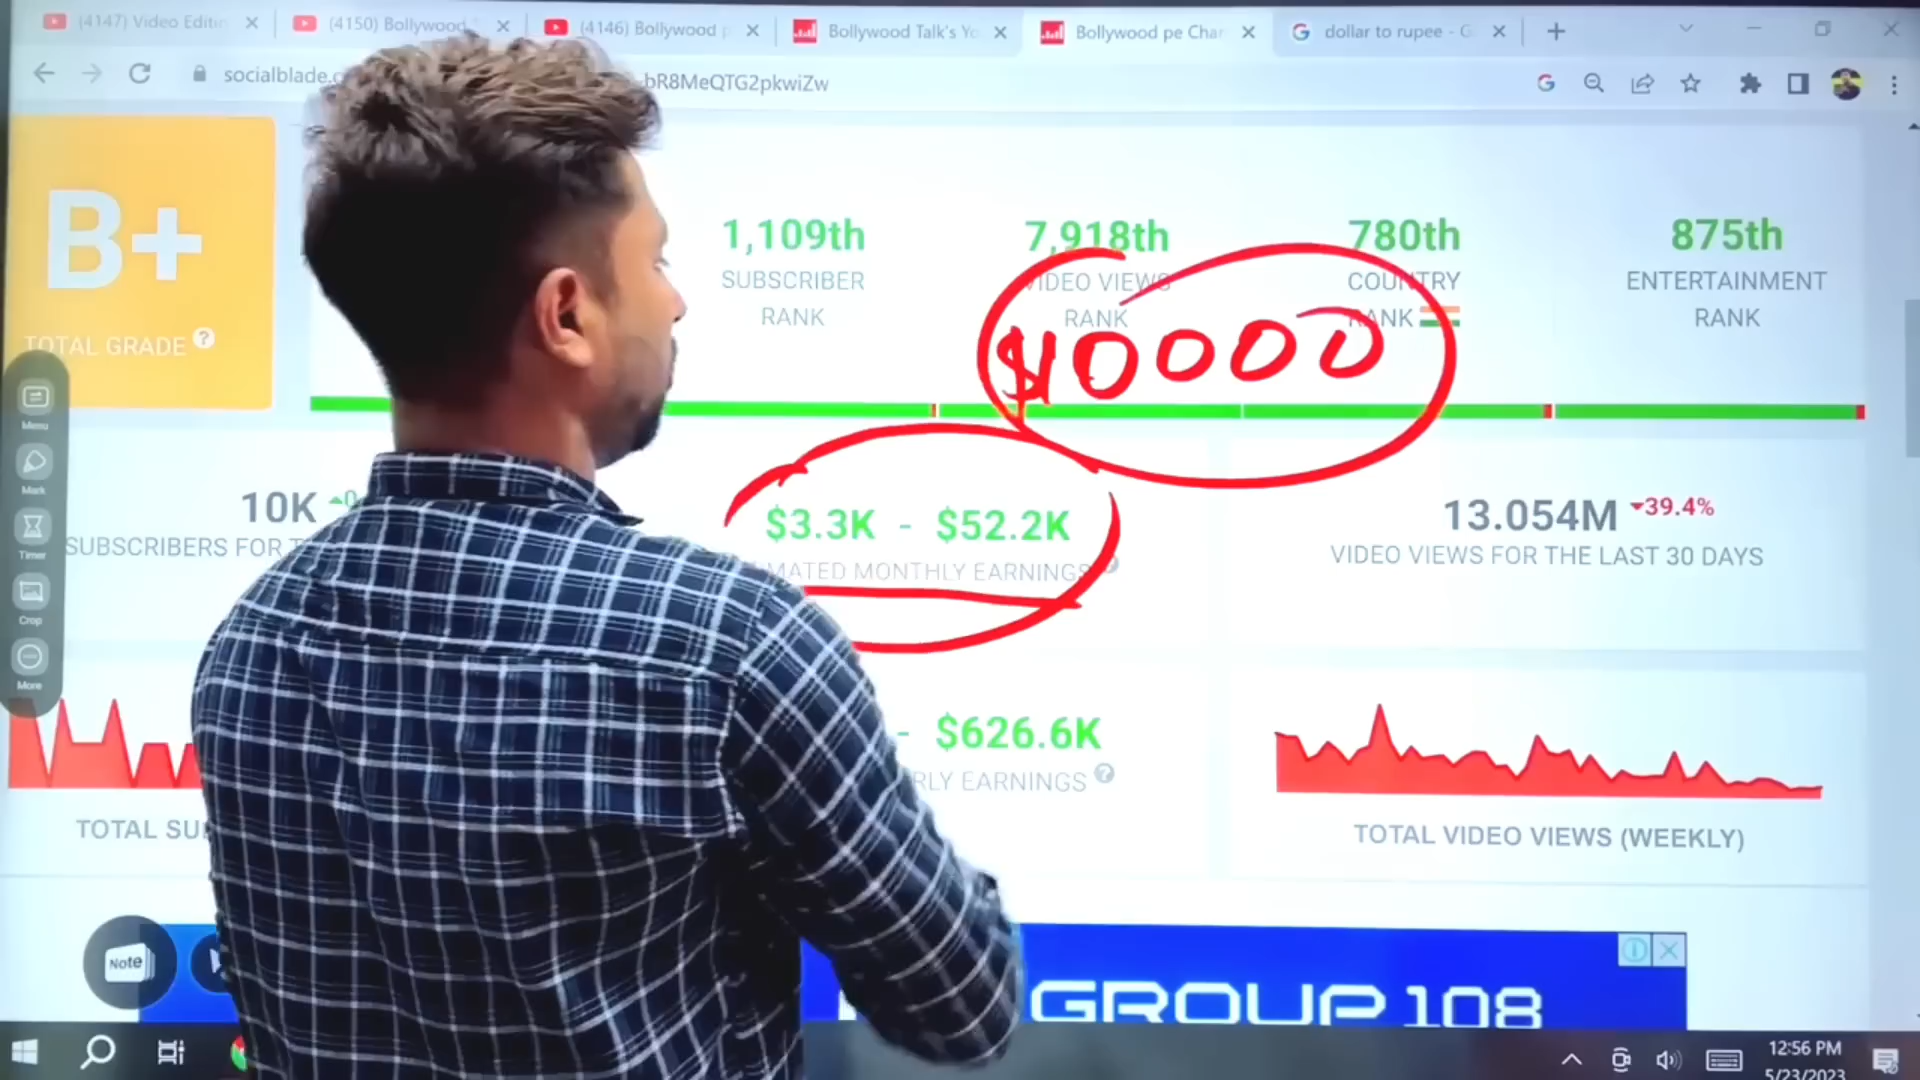 (4147) Video Editin
(4150) Bollywood
(4146) Bollywood p
Bollywood Talk's Yo
Bollywood pe Char
dollar to rupee - G
socialblade.c
-bR8MeQTG2pkwiZw
B+
TOTAL GRADE
1,109th
SUBSCRIBER
RANK
7,918th
VIDEO VIEWS
RANK
780th
COUNTRY
RANK
875th
ENTERTAINMENT
RANK
$10000
Menu
Mark
Timer
Crop
More
10K
SUBSCRIBERS FOR T
$3.3K - $52.2K
MATED MONTHLY EARNINGS
13.054M -39.4%
VIDEO VIEWS FOR THE LAST 30 DAYS
- $626.6K
RLY EARNINGS
TOTAL SU
TOTAL VIDEO VIEWS (WEEKLY)
Note
GROUP 108
12:56 PM
5/23/2023